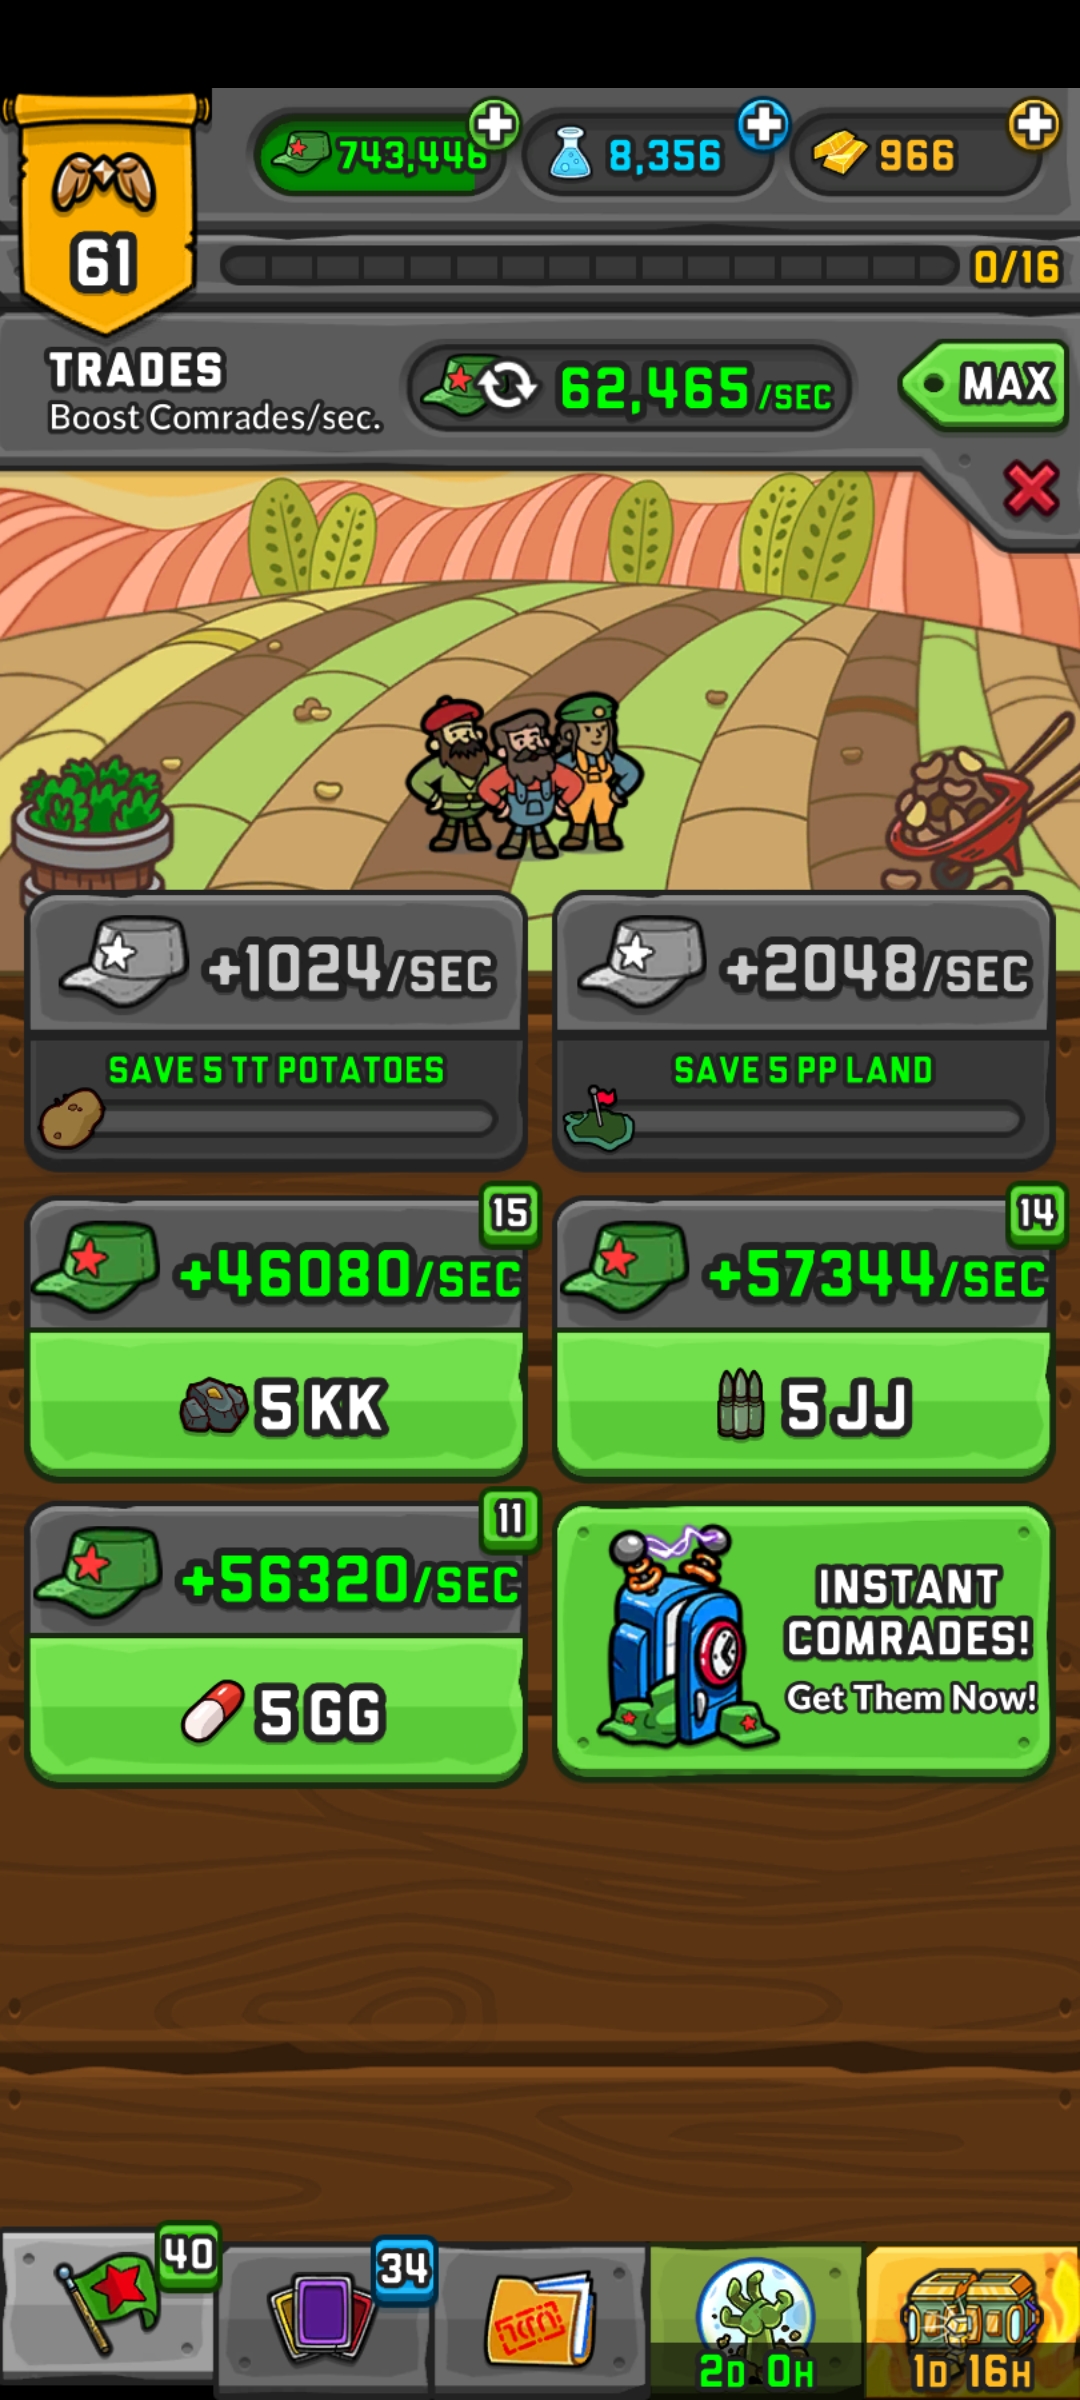 743,446
8,356
966
61
0/16
TRADES
Boost Comrades/sec.
62,465/SEC
MAX
+1024/SEC
+2048/SEC
SAVE 5 TT POTATOES
SAVE 5 PP LAND
15
14
+46080/SEC
+57344/SEC
5 KK
5 JJ
11
+56320/SEC
INSTANT
COMRADES!
Get Them Now!
5 GG
40
34
2D 0H
1D 16H